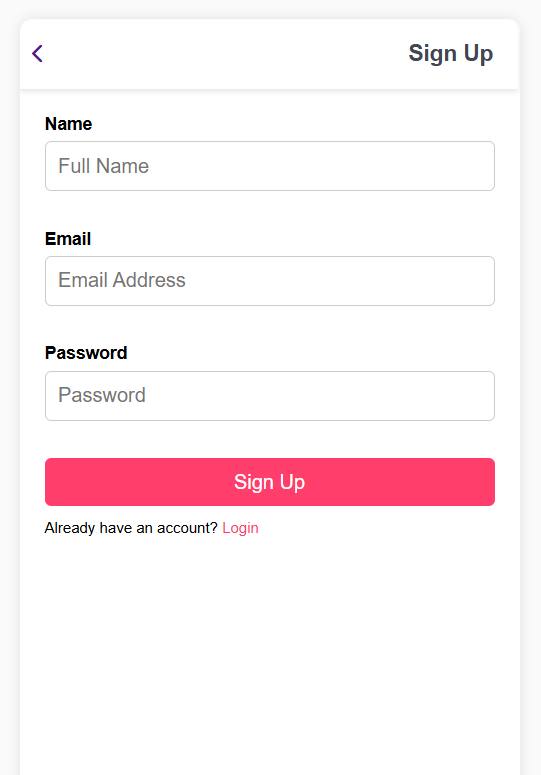 Sign Up
Name
Full Name
Email
Email Address
Password
Password
Sign Up
Already have an account? Login